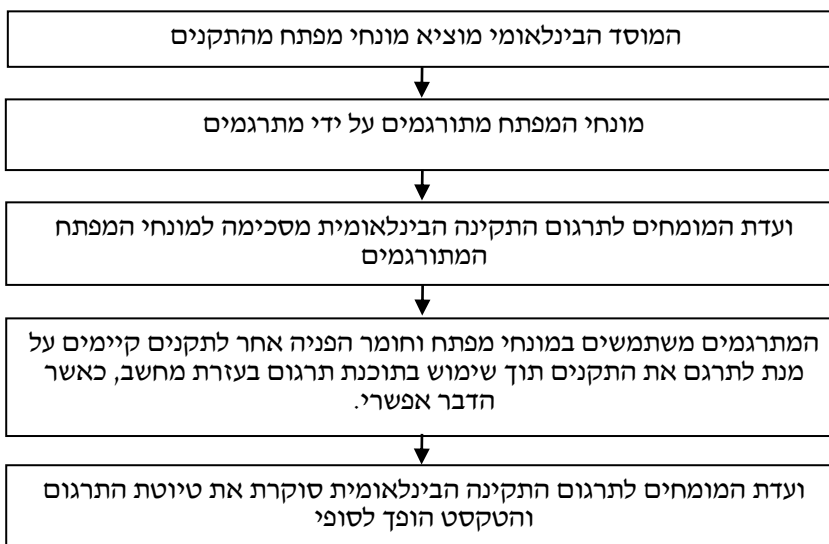 המוסד הבינלאומי מוציא מונחי מפתח מהתקנים
מונחי המפתח מתורגמים על ידי מתרגמים
ועדת המומחים לתרגום התקינה הבינלאומית מסכימה למונחי המפתח
המתורגמים
המתרגמים משתמשים במונחי מפתח וחומר הפניה אחר לתקנים קיימים על
מנת לתרגם את התקנים תוך שימוש בתוכנת תרגום בעזרת מחשב, כאשר
הדבר אפשרי.
ועדת המומחים לתרגום התקינה הבינלאומית סוקרת את טיוטת התרגום
והטקסט הופך לסופי